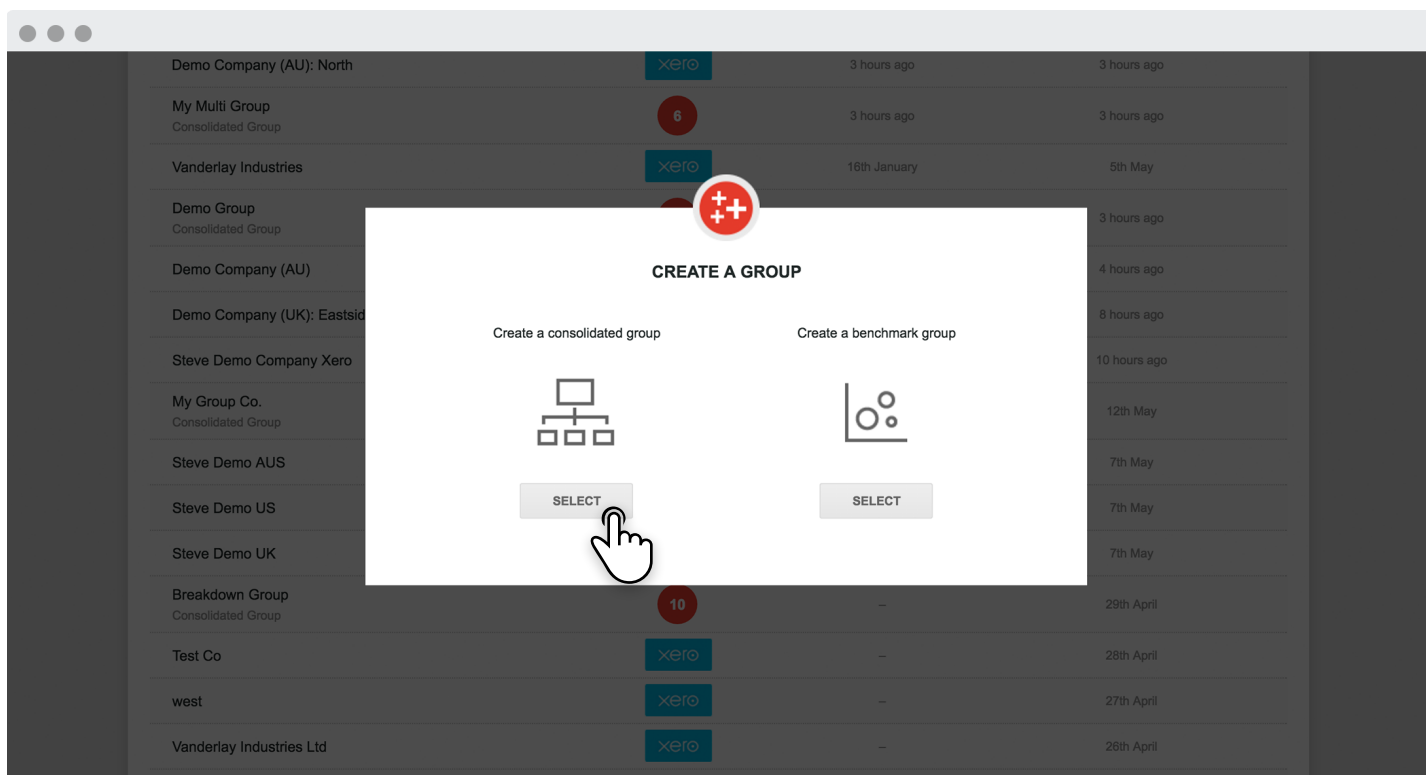 Demo Company (AU): North xero 3 hours ago 3 hours ago
My Multi Group
Consolidated Group 6 3 hours ago 3 hours ago
Vanderlay Industries xero 16th January 5th May
Demo Group
Consolidated Group 3 hours ago
CREATE A GROUP
Demo Company (AU) 4 hours ago
Demo Company (UK): Eastsid 8 hours ago
Create a consolidated group Create a benchmark group
Steve Demo Company Xero 10 hours ago
My Group Co.
Consolidated Group 12th May
Steve Demo AUS 7th May
SELECT SELECT
Steve Demo US 7th May
Steve Demo UK 7th May
Breakdown Group
Consolidated Group 10 – 29th April
Test Co xero – 28th April
west xero – 27th April
Vanderlay Industries Ltd xero – 26th April